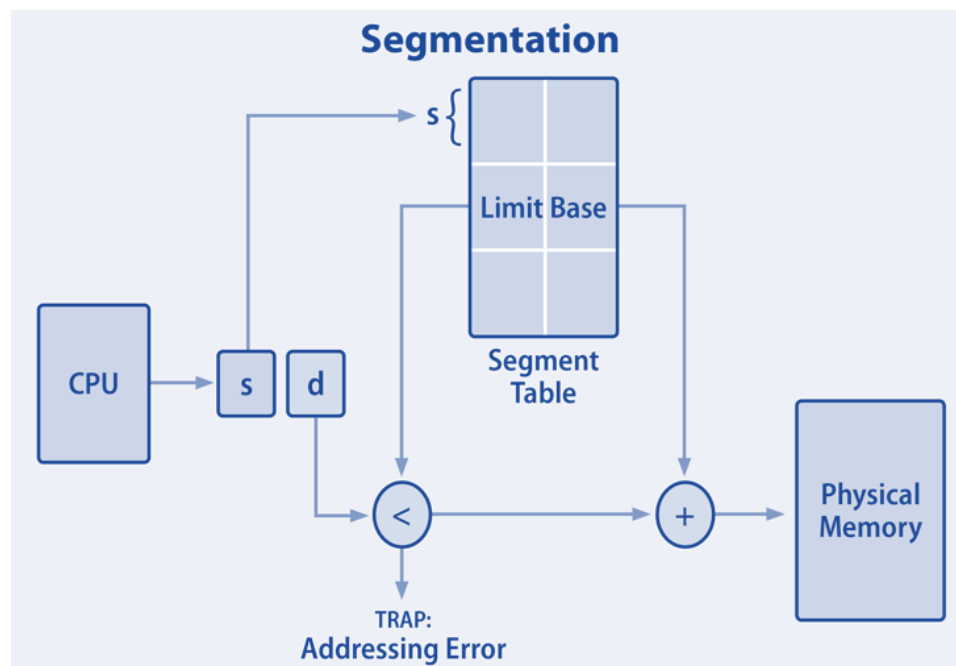 Segmentation
s {
Limit Base
Segment
Table
CPU
s
d
<
+
Physical
Memory
TRAP:
Addressing Error